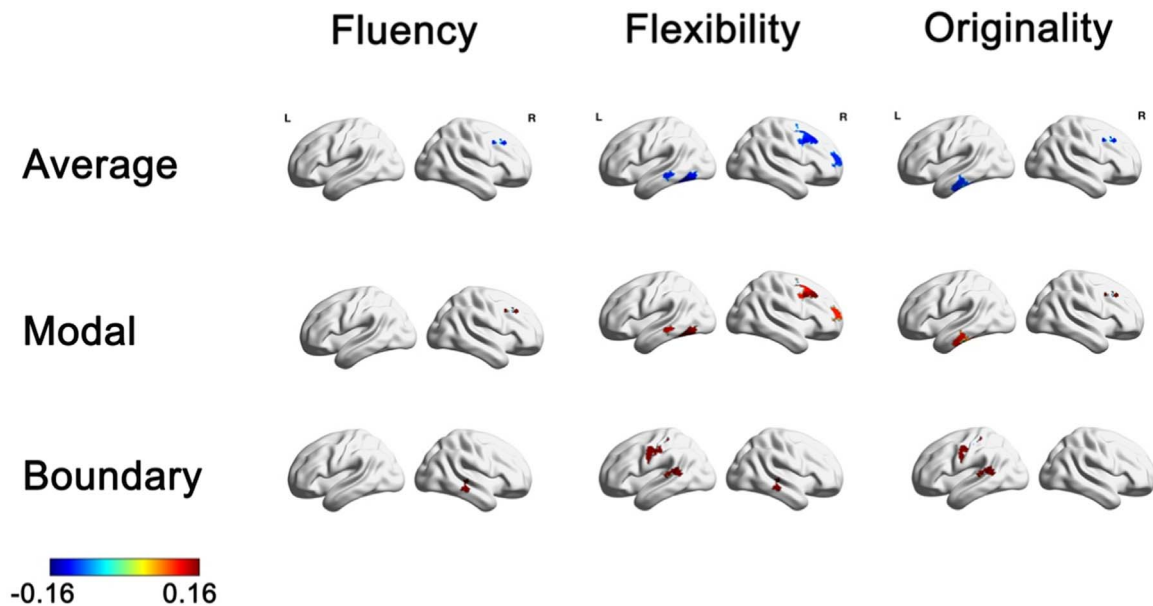 Fluency Flexibility Originality
L R L R L R
Average
Modal
Boundary
-0.16 0.16